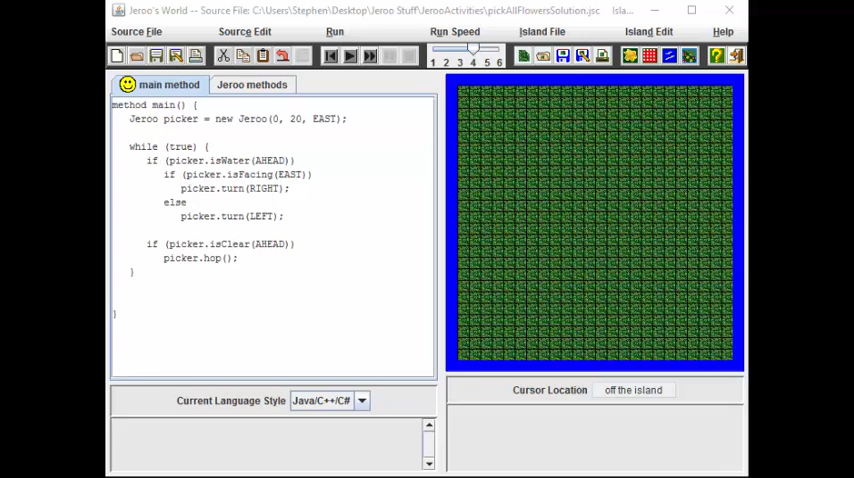 Jeroo's World -- Source File: C:\Users\Stephen\Desktop\Jeroo Stuff\JerooActivities\pickAllFlowersSolution.jsc Isla...
Source File Source Edit Run Run Speed Island File Island Edit Help
1 2 3 4 5 6
main method Jeroo methods
method main() {
Jeroo picker = new Jeroo(0, 20, EAST);
while (true) {
if (picker.isWater(AHEAD))
if (picker.isFacing(EAST))
picker.turn(RIGHT);
else
picker.turn(LEFT);
if (picker.isClear(AHEAD))
picker.hop();
}
}
Current Language Style Java/C++/C#
Cursor Location off the island